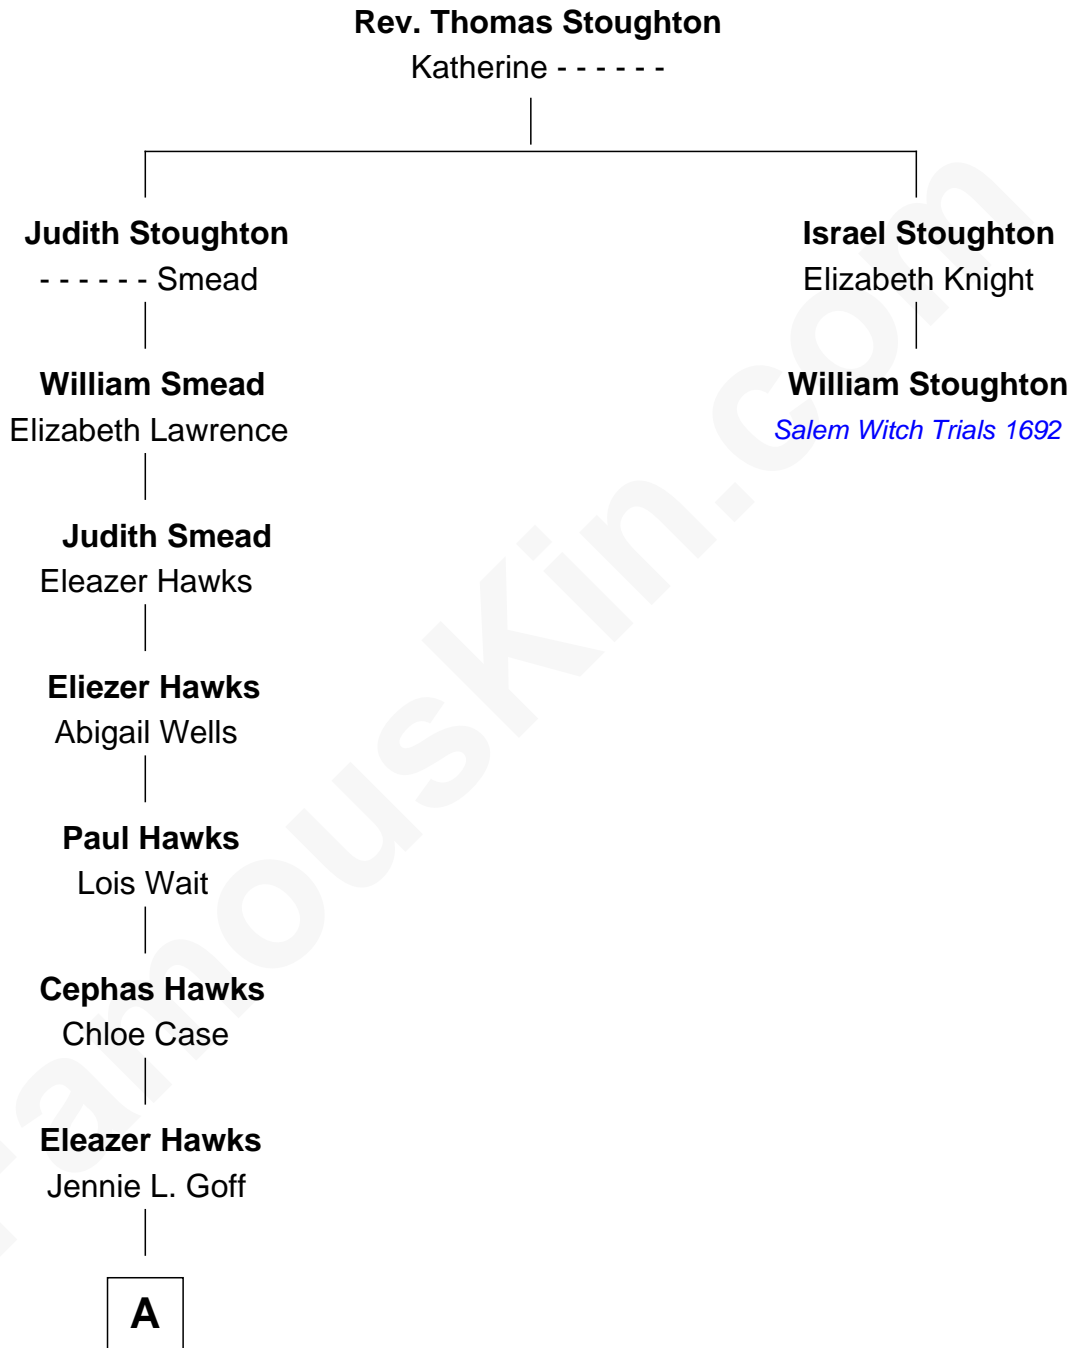 Rev. Thomas Stoughton
Katherine - - - - - -
Judith Stoughton
- - - - - - Smead
Israel Stoughton
Elizabeth Knight
William Smead
Elizabeth Lawrence
William Stoughton
Salem Witch Trials 1692
Judith Smead
Eleazer Hawks
Eliezer Hawks
Abigail Wells
Paul Hawks
Lois Wait
Cephas Hawks
Chloe Case
Eleazer Hawks
Jennie L. Goff
A
FamousKin.com